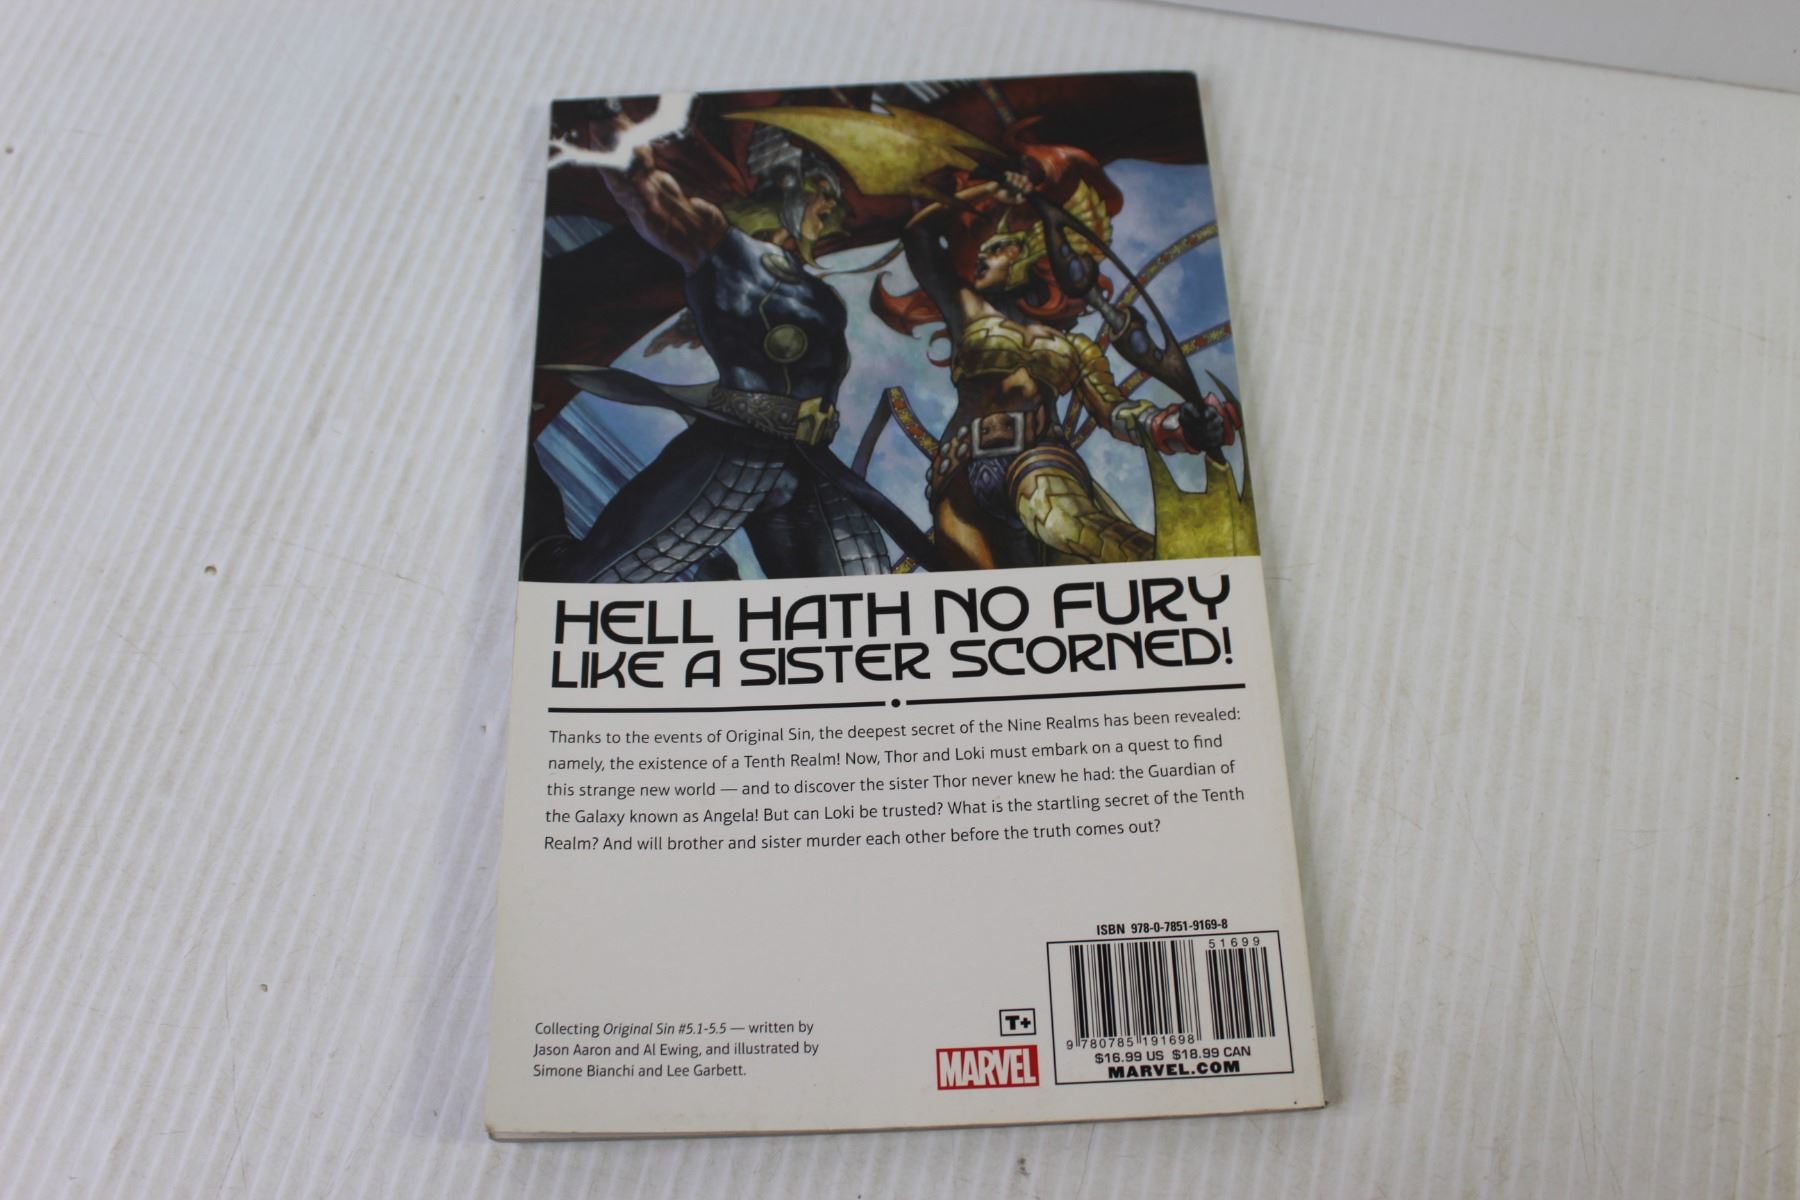 HELL HATH NO FURY
LIKE A SISTER SCORNED!
Thanks to the events of Original Sin, the deepest secret of the Nine Realms has been revealed:
namely, the existence of a Tenth Realm! Now, Thor and Loki must embark on a quest to find
this strange new world — and to discover the sister Thor never knew he had: the Guardian of
the Galaxy known as Angela! But can Loki be trusted? What is the startling secret of the Tenth
Realm? And will brother and sister murder each other before the truth comes out?
Collecting Original Sin #5.1-5.5 — written by
Jason Aaron and Al Ewing, and illustrated by
Simone Bianchi and Lee Garbett.
T+
MARVEL
ISBN 978-0-7851-9169-8
51699
9 780785 191698
$16.99 US $18.99 CAN
MARVEL.COM